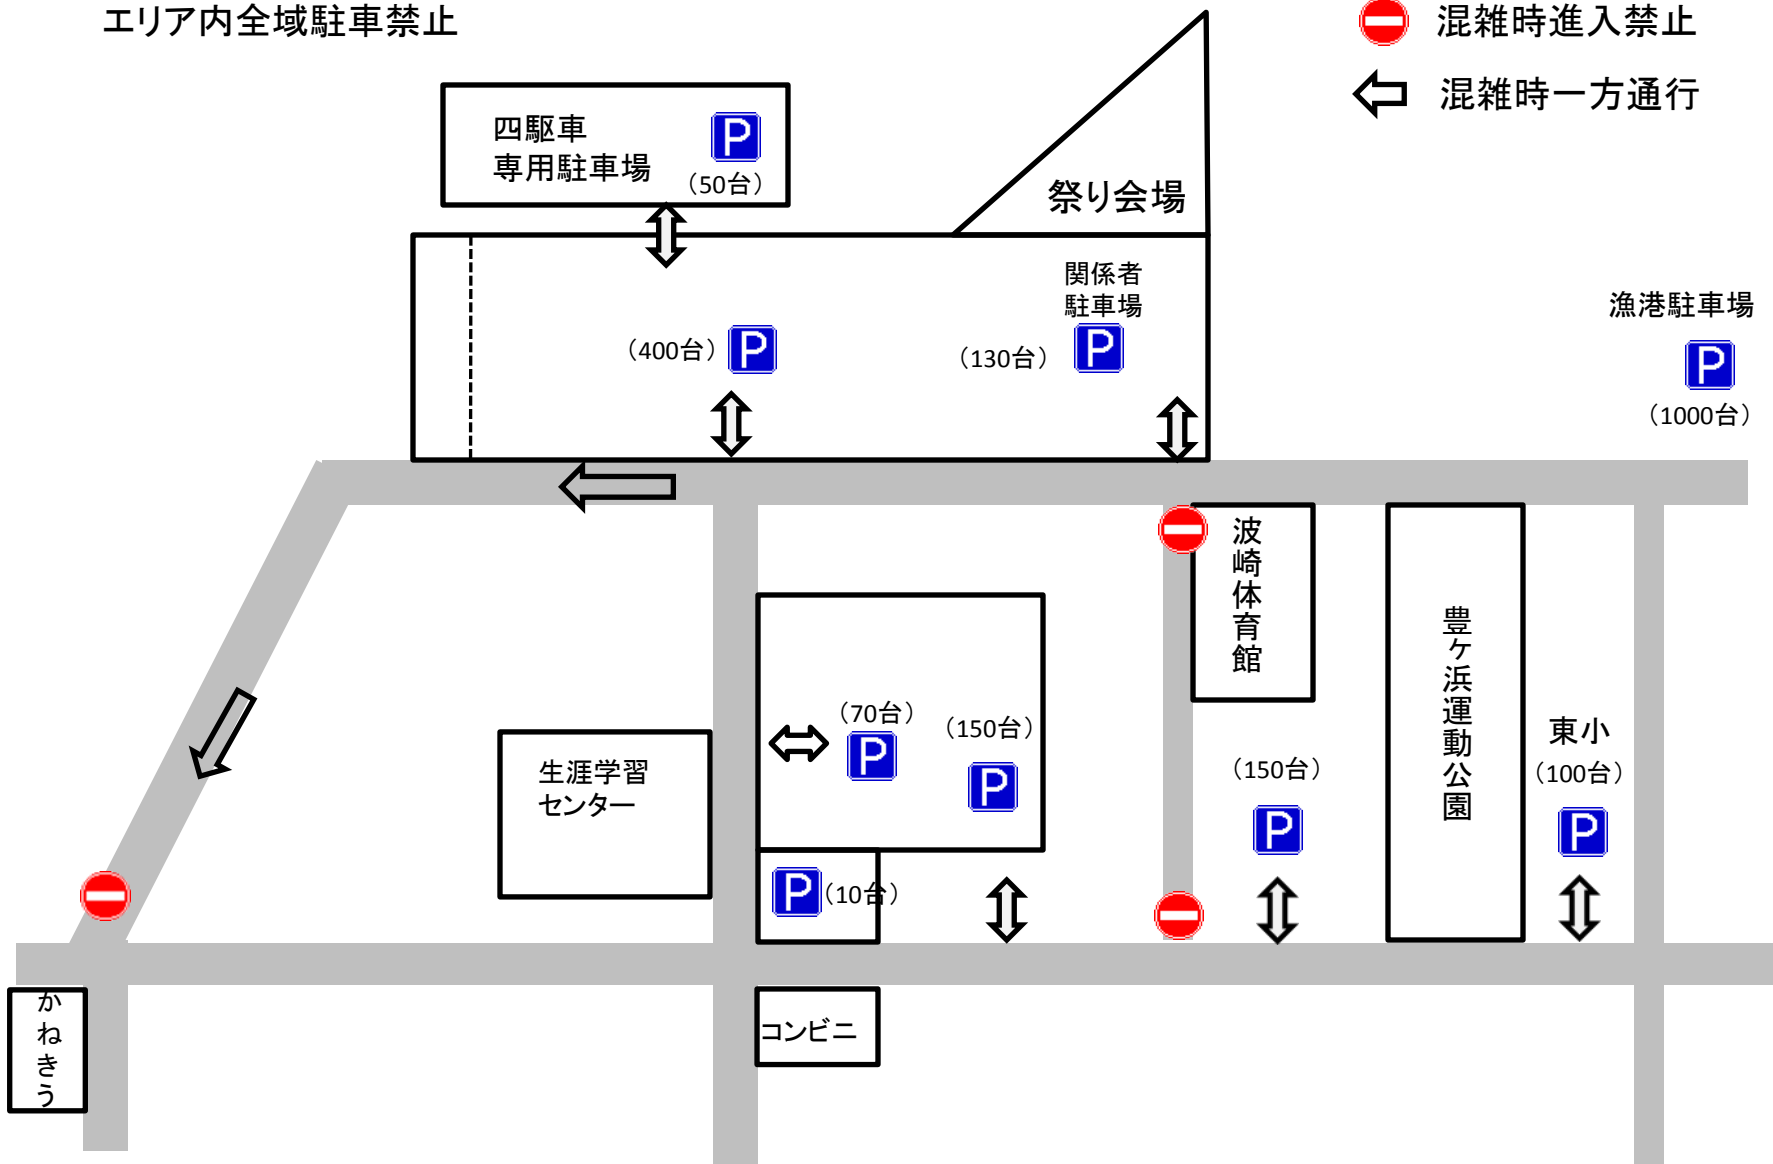 エリア内全域駐車禁止
混雑時進入禁止
混雑時一方通行
四駆車
専用駐車場
P
（50台）
祭り会場
関係者
駐車場
（400台）
P
（130台）
P
漁港駐車場
P
（1000台）
波崎体育館
豊ヶ浜運動公園
（70台）
P
（150台）
P
生涯学習
センター
（150台）
P
東小
（100台）
P
P
（10台）
かねきう
コンビニ